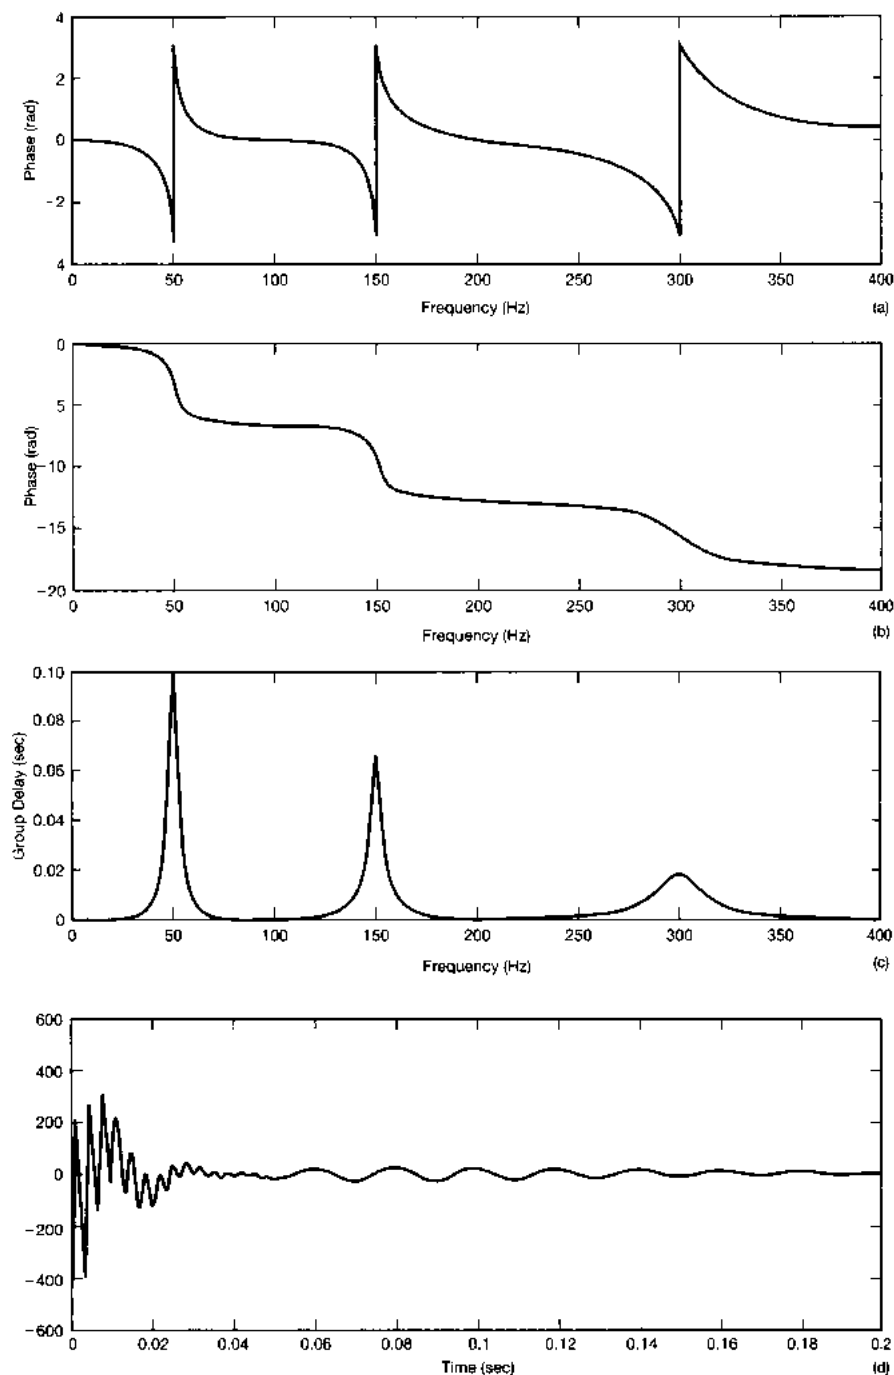 4
2
0
-2
4
Phase (rad)
0 50 100 150 200 250 300 350 400
Frequency (Hz)
(a)
0
5
-10
-15
-20
Phase (rad)
0 50 100 150 200 250 300 350 400
Frequency (Hz)
(b)
0.10
0.08
0.06
0.04
0.02
0
Group Delay (sec)
0 50 100 150 200 250 300 350 400
Frequency (Hz)
(c)
600
400
200
0
-200
-400
-600
0 0.02 0.04 0.06 0.08 0.1 0.12 0.14 0.16 0.18 0.2
Time (sec)
(d)